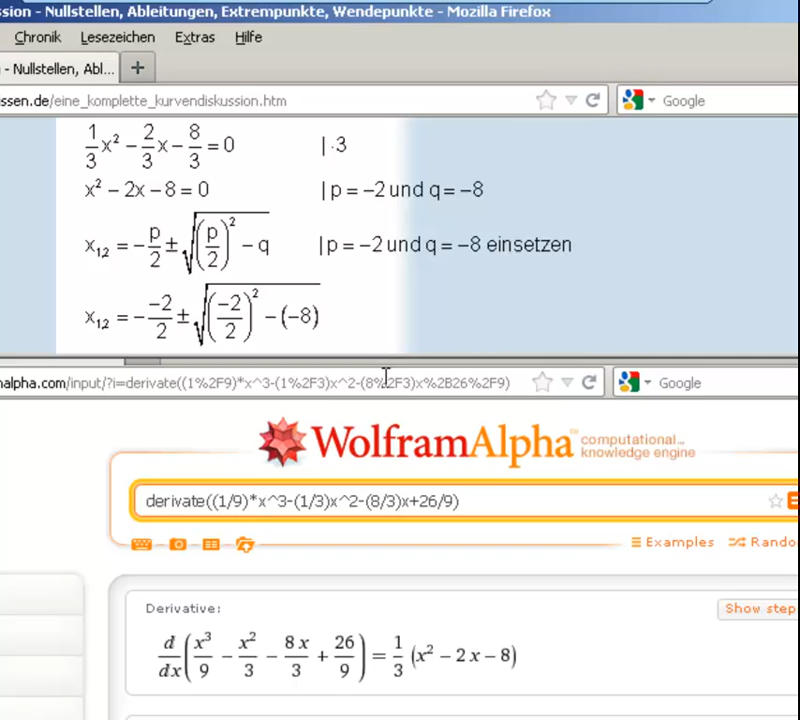 ssion - Nullstellen, Ableitungen, Extrempunkte, Wendepunkte - Mozilla Firefox
Chronik Lesezeichen Extras Hilfe
- Nullstellen, Abl... +
issen.de/eine_komplette_kurvendiskussion.htm Google
1/3 x² − 2/3 x − 8/3 = 0 | ·3
x² − 2x − 8 = 0 | p = −2 und q = −8
x₁,₂ = − p/2 ± √((p/2)² − q) | p = −2 und q = −8 einsetzen
x₁,₂ = − −2/2 ± √((−2/2)² − (−8))
nalpha.com/input/?i=derivate((1%2F9)*x^3-(1%2F3)x^2-(8%2F3)x%2B26%2F9) Google
WolframAlpha computational... knowledge engine
derivate((1/9)*x^3-(1/3)x^2-(8/3)x+26/9)
Examples Rando
Derivative: Show step
d/dx (x³/9 − x²/3 − 8x/3 + 26/9) = 1/3 (x² − 2x − 8)